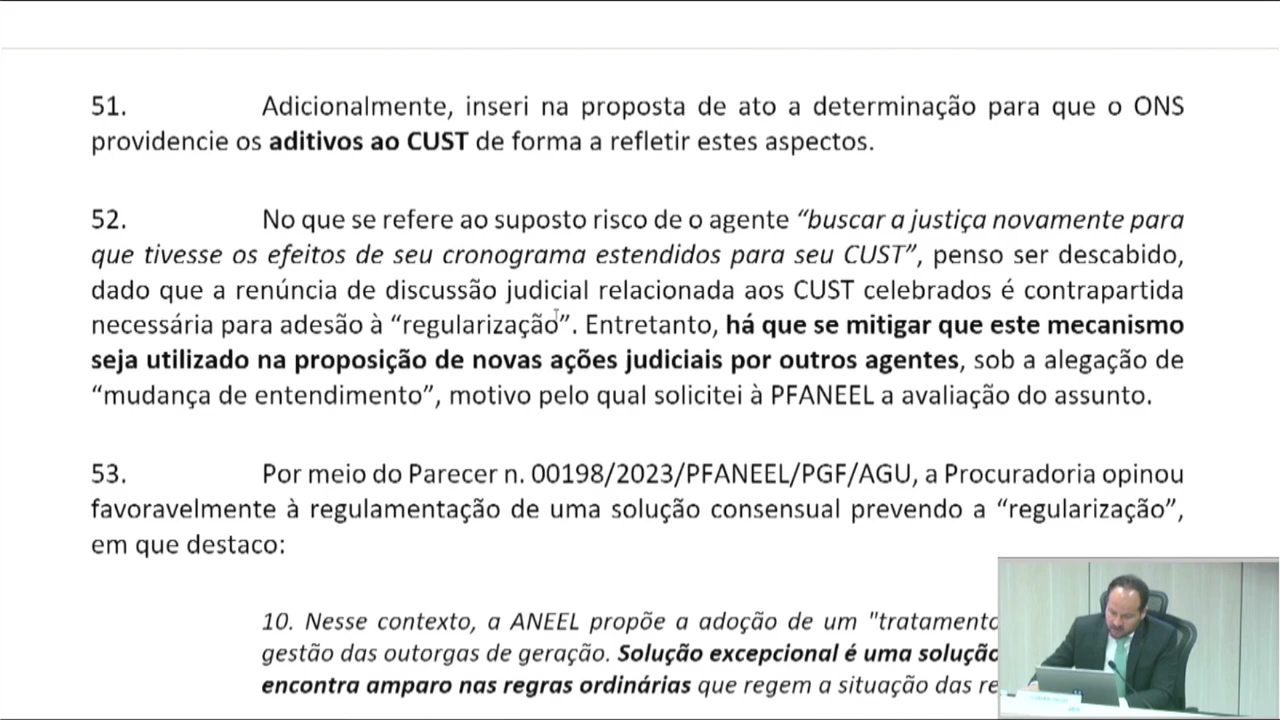 51. Adicionalmente, inseri na proposta de ato a determinação para que o ONS
providencie os aditivos ao CUST de forma a refletir estes aspectos.
52. No que se refere ao suposto risco de o agente “buscar a justiça novamente para
que tivesse os efeitos de seu cronograma estendidos para seu CUST”, penso ser descabido,
dado que a renúncia de discussão judicial relacionada aos CUST celebrados é contrapartida
necessária para adesão à “regularização”. Entretanto, há que se mitigar que este mecanismo
seja utilizado na proposição de novas ações judiciais por outros agentes, sob a alegação de
“mudança de entendimento”, motivo pelo qual solicitei à PFANEEL a avaliação do assunto.
53. Por meio do Parecer n. 00198/2023/PFANEEL/PGF/AGU, a Procuradoria opinou
favoravelmente à regulamentação de uma solução consensual prevendo a “regularização”,
em que destaco:
10. Nesse contexto, a ANEEL propõe a adoção de um "tratamento
gestão das outorgas de geração. Solução excepcional é uma solução
encontra amparo nas regras ordinárias que regem a situação das re